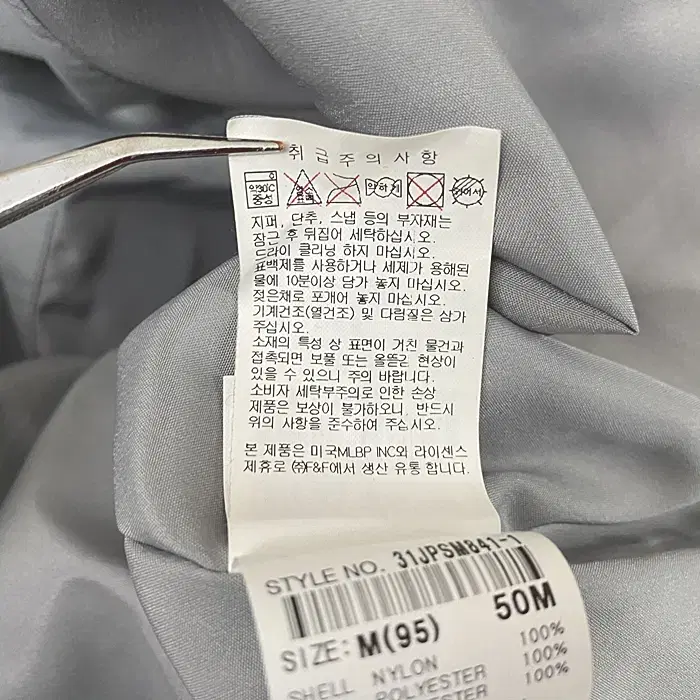 취급주의사항
약30℃
중성
약하게
지퍼, 단추, 스냅 등의 부자재는
잠근 후 뒤집어 세탁하십시오.
드라이 클리닝 하지 마십시오.
표백제를 사용하거나 세제가 용해된
물에 10분이상 담가 놓지 마십시오.
젖은채로 포개어 놓지 마십시오.
기계건조(열건조) 및 다림질은 삼가
주십시오.
소재의 특성 상 표면이 거친 물건과
접촉되면 보풀 또는 올뜯김 현상이
있을 수 있으니 주의 바랍니다.
소비자 세탁부주의로 인한 손상
제품은 보상이 불가하오니, 반드시
위의 사항을 준수하여 주십시오.
본 제품은 미국MLBP INC와 라이센스
제휴로 ㈜F&F에서 생산 유통 합니다.
STYLE NO. 31JPSM841-1
50M
SIZE: M(95)
SHELL NYLON 100%
POLYESTER 100%
POLYESTER 100%